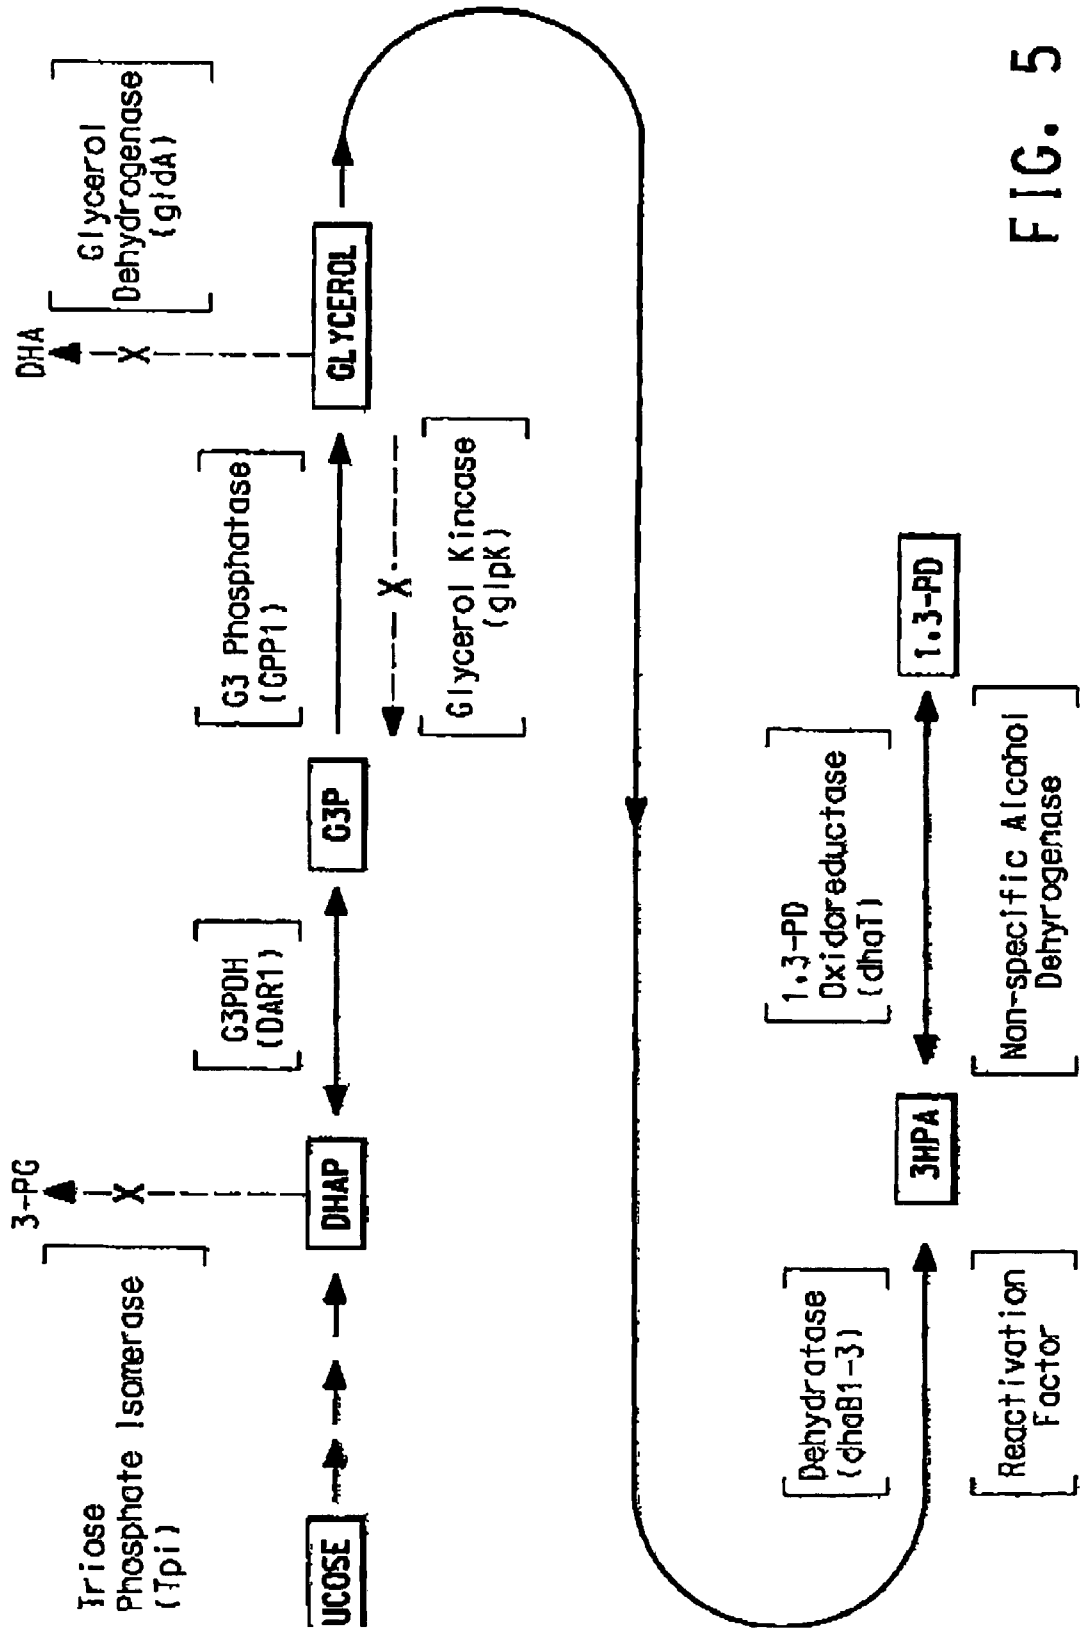 3-PG
DHA
Triose
Phosphate Isomerase
(Tpi)
Glycerol
Dehydrogenase
(gldA)
G3PDH
(DAR1)
G3 Phosphatase
(GPP1)
UCOSE
DHAP
G3P
GLYCEROL
X
X
X
Glycerol Kincase
(glpK)
Dehydratase
(dhaB1-3)
1.3-PD
Oxidoreductase
(dhaT)
3HPA
1.3-PD
Reactivation
Factor
Non-specific Alcohol
Dehyrogenase
FIG. 5